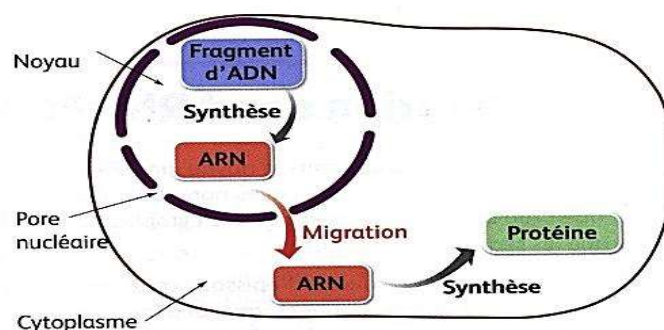 Fragment
d'ADN
Noyau
Synthèse
ARN
Pore
nucléaire
Migration
Protéine
ARN
Synthèse
Cytoplasme